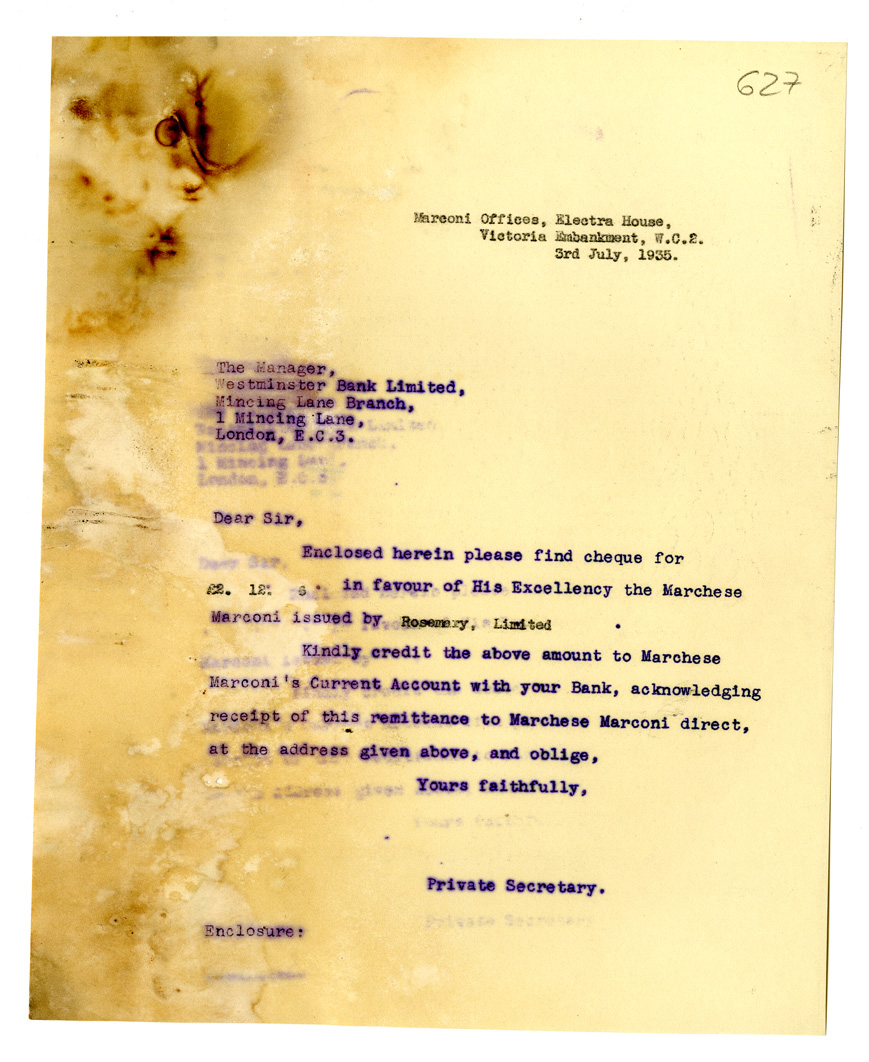 627
Marconi Offices, Electra House,
Victoria Embankment, W.C.2.
3rd July, 1935.
The Manager,
Westminster Bank Limited,
Mincing Lane Branch,
1 Mincing Lane,
London, E.C.3.
Dear Sir,
Enclosed herein please find cheque for
£2. 12: 6. in favour of His Excellency the Marchese
Marconi issued by Rosemary, Limited .
Kindly credit the above amount to Marchese
Marconi's Current Account with your Bank, acknowledging
receipt of this remittance to Marchese Marconi direct,
at the address given above, and oblige,
Yours faithfully,
Private Secretary.
Enclosure: